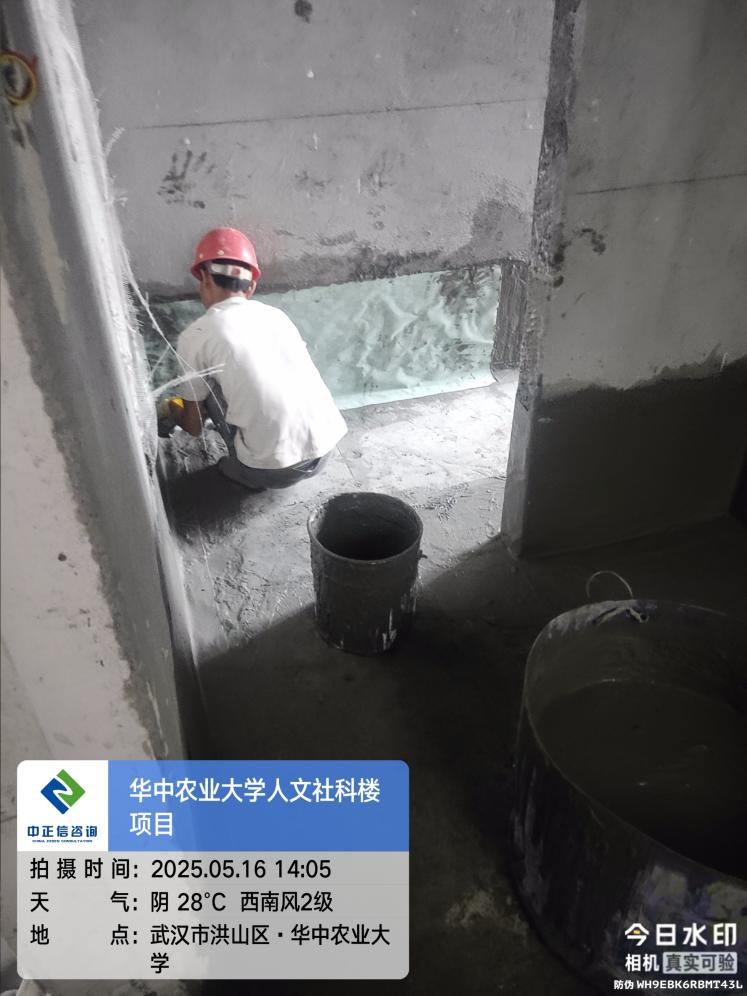 华中农业大学人文社科楼
项目
中正信咨询
CHINA ZEXIN CONSULTATION
拍摄时间: 2025.05.16 14:05
天气: 阴 28°C 西南风2级
地点: 武汉市洪山区·华中农业大
学
今日水印
相机 真实可验
防伪 WH9EBK6RBMT43L